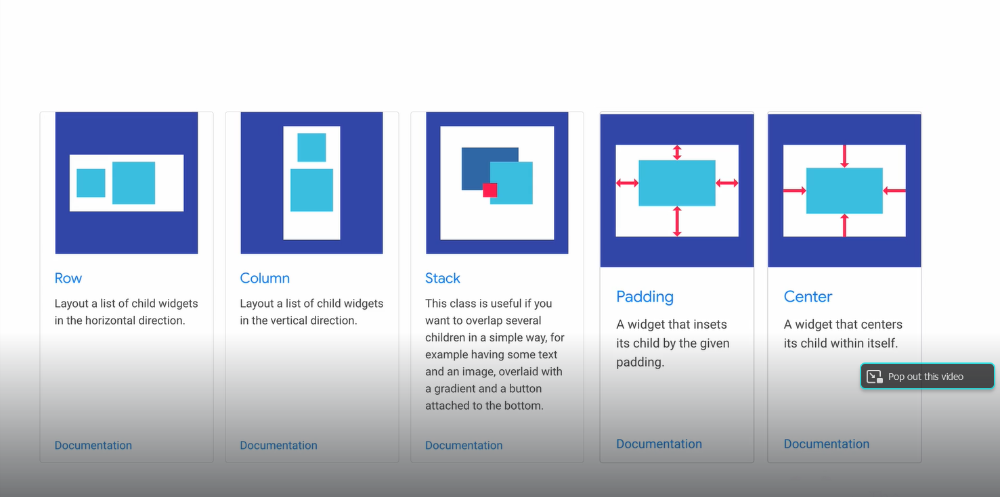 Row
Layout a list of child widgets
in the horizontal direction.
Documentation
Column
Layout a list of child widgets
in the vertical direction.
Documentation
Stack
This class is useful if you
want to overlap several
children in a simple way, for
example having some text
and an image, overlaid with
a gradient and a button
attached to the bottom.
Documentation
Padding
A widget that insets
its child by the given
padding.
Documentation
Center
A widget that centers
its child within itself.
Documentation
Pop out this video